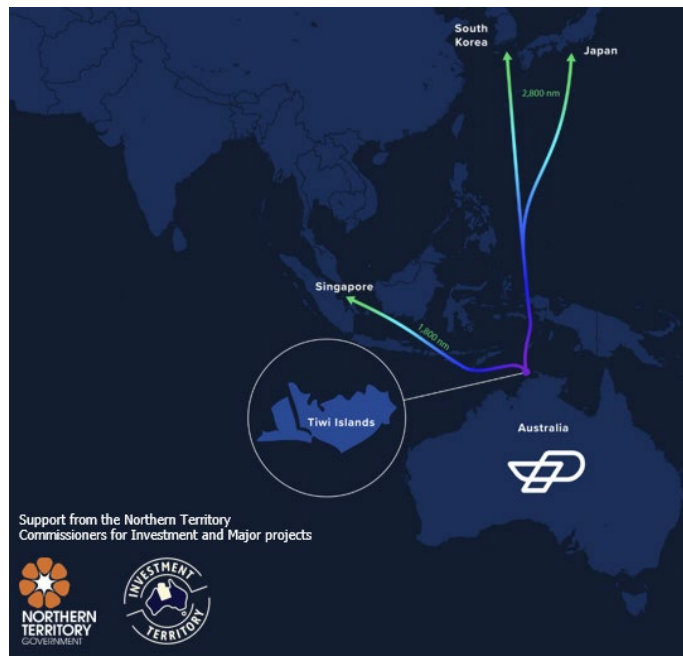 South
Korea
Japan
2,800 nm
Singapore
1,800 nm
Tiwi Islands
Australia
Support from the Northern Territory
Commissioners for Investment and Major projects
NORTHERN
TERRITORY
GOVERNMENT
INVESTMENT
TERRITORY